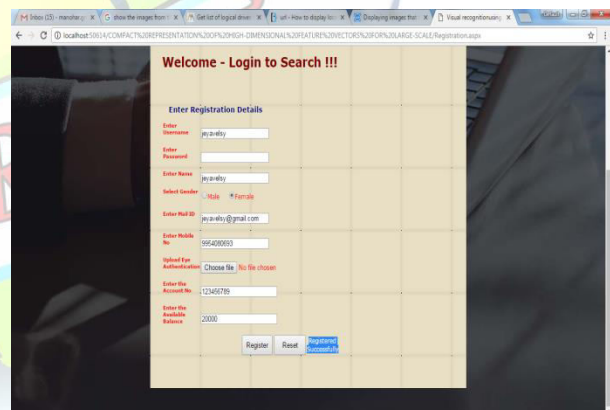 Inbox (15) - manohar.g
show the images from
Get list of logical driver
url - How to display
Displaying images from
Visual recognition using
localhost:50614/COMPACT%20REPRESENTATION%20OF%20HIGH-DIMENSIONAL%20FEATURE%20VECTORS%20FOR%20LARGE-SCALE/Registration.aspx
Welcome - Login to Search !!!
Enter Registration Details
Enter
Username
jeyavelsy
Enter
Password
Enter Name
jeyavelsy
Select Gender
Male
Female
Enter Mail ID
jeyavelsy@gmail.com
Enter Mobile
No
9954080693
Upload Eye
Authentication
Choose file
No file chosen
Enter the
Account No
123456789
Enter the
Available
Balance
20000
Register
Reset
Registered
Successfully